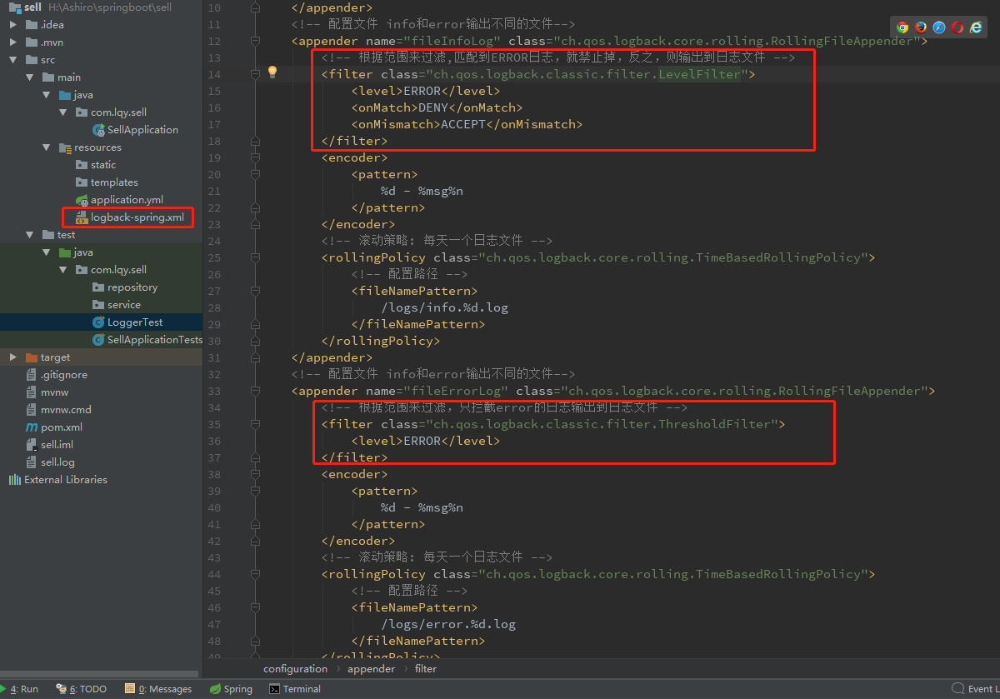 sell H:\Ashiro\springboot\sell
.idea
.mvn
src
main
java
com.lqy.sell
SellApplication
resources
static
templates
application.yml
logback-spring.xml
test
java
com.lqy.sell
repository
service
LoggerTest
SellApplicationTests
target
.gitignore
mvnw
mvnw.cmd
pom.xml
sell.iml
sell.log
External Libraries
10 </appender>
11 <!-- 配置文件 info和error输出不同的文件-->
12 <appender name="fileInfoLog" class="ch.qos.logback.core.rolling.RollingFileAppender">
13 <!-- 根据范围来过滤,匹配到ERROR日志，就禁止掉，反之，则输出到日志文件 -->
14 <filter class="ch.qos.logback.classic.filter.LevelFilter">
15 <level>ERROR</level>
16 <onMatch>DENY</onMatch>
17 <onMismatch>ACCEPT</onMismatch>
18 </filter>
19 <encoder>
20 <pattern>
21 %d - %msg%n
22 </pattern>
23 </encoder>
24 <!-- 滚动策略: 每天一个日志文件 -->
25 <rollingPolicy class="ch.qos.logback.core.rolling.TimeBasedRollingPolicy">
26 <!-- 配置路径 -->
27 <fileNamePattern>
28 /logs/info.%d.log
29 </fileNamePattern>
30 </rollingPolicy>
31 </appender>
32 <!-- 配置文件 info和error输出不同的文件-->
33 <appender name="fileErrorLog" class="ch.qos.logback.core.rolling.RollingFileAppender">
34 <!-- 根据范围来过滤，只拦截error的日志输出到日志文件 -->
35 <filter class="ch.qos.logback.classic.filter.ThresholdFilter">
36 <level>ERROR</level>
37 </filter>
38 <encoder>
39 <pattern>
40 %d - %msg%n
41 </pattern>
42 </encoder>
43 <!-- 滚动策略: 每天一个日志文件 -->
44 <rollingPolicy class="ch.qos.logback.core.rolling.TimeBasedRollingPolicy">
45 <!-- 配置路径 -->
46 <fileNamePattern>
47 /logs/error.%d.log
48 </fileNamePattern>
49 </rollingPolicy>
configuration › appender › filter
4: Run 6: TODO 0: Messages Spring Terminal Event L